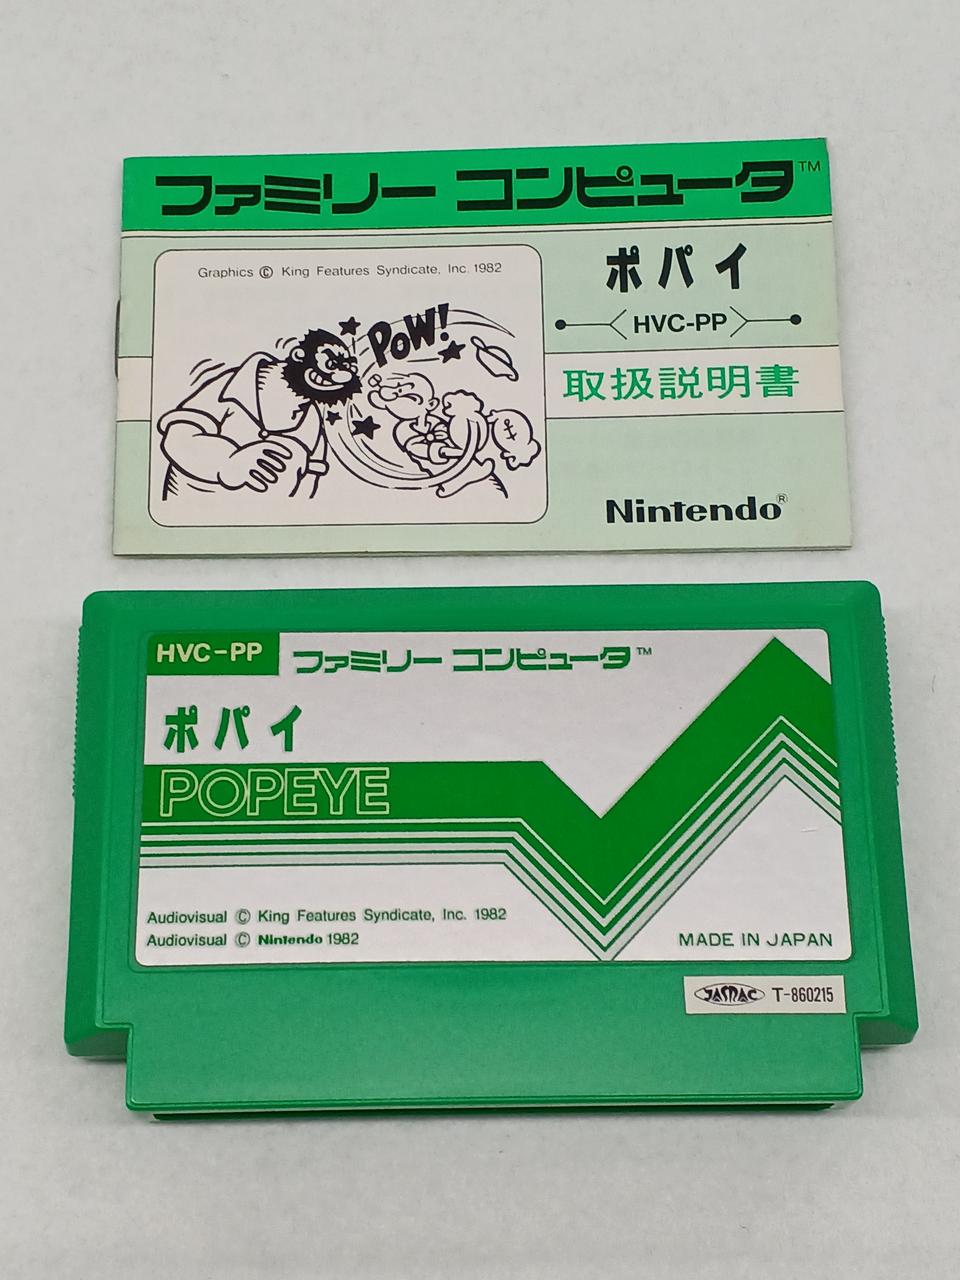 ファミリー コンピュータ™
Graphics © King Features Syndicate, Inc. 1982
POW!
ポパイ
HVC-PP
取扱説明書
Nintendo®
HVC-PP
ファミリー コンピュータ™
ポパイ
POPEYE
Audiovisual © King Features Syndicate, Inc. 1982
Audiovisual © Nintendo 1982
MADE IN JAPAN
JASRAC T-860215